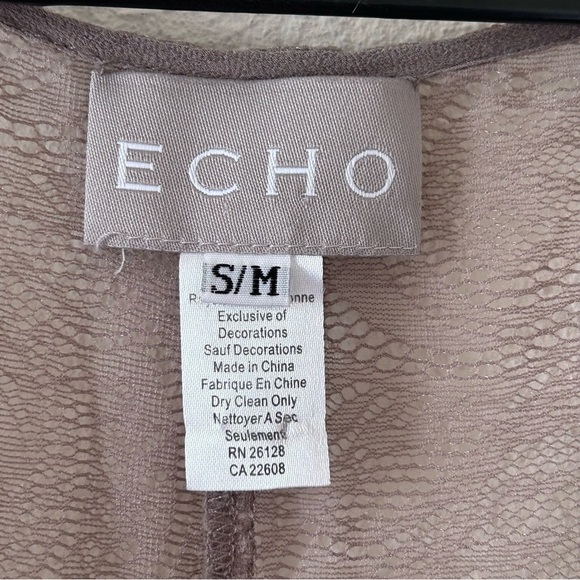 ECHO
S/M
Exclusive of
Decorations
Sauf Decorations
Made in China
Fabrique En Chine
Dry Clean Only
Nettoyer A Sec
Seulement
RN 26128
CA 22608